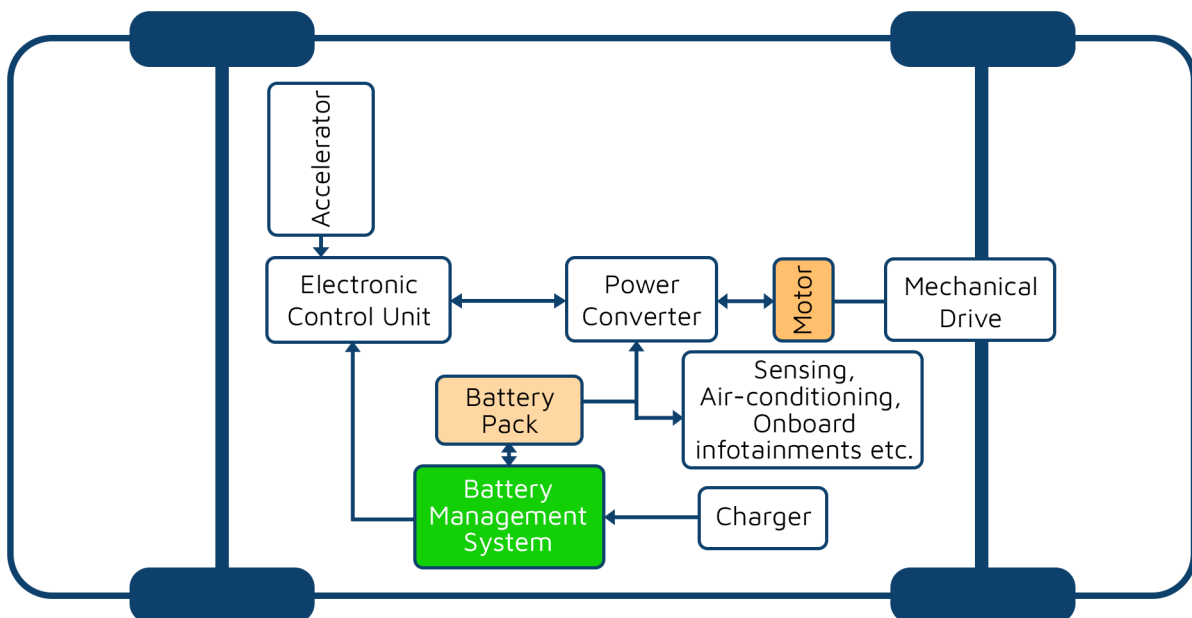 Accelerator
Electronic
Control Unit
Power
Converter
Motor
Mechanical
Drive
Battery
Pack
Sensing,
Air-conditioning,
Onboard
infotainments etc.
Battery
Management
System
Charger